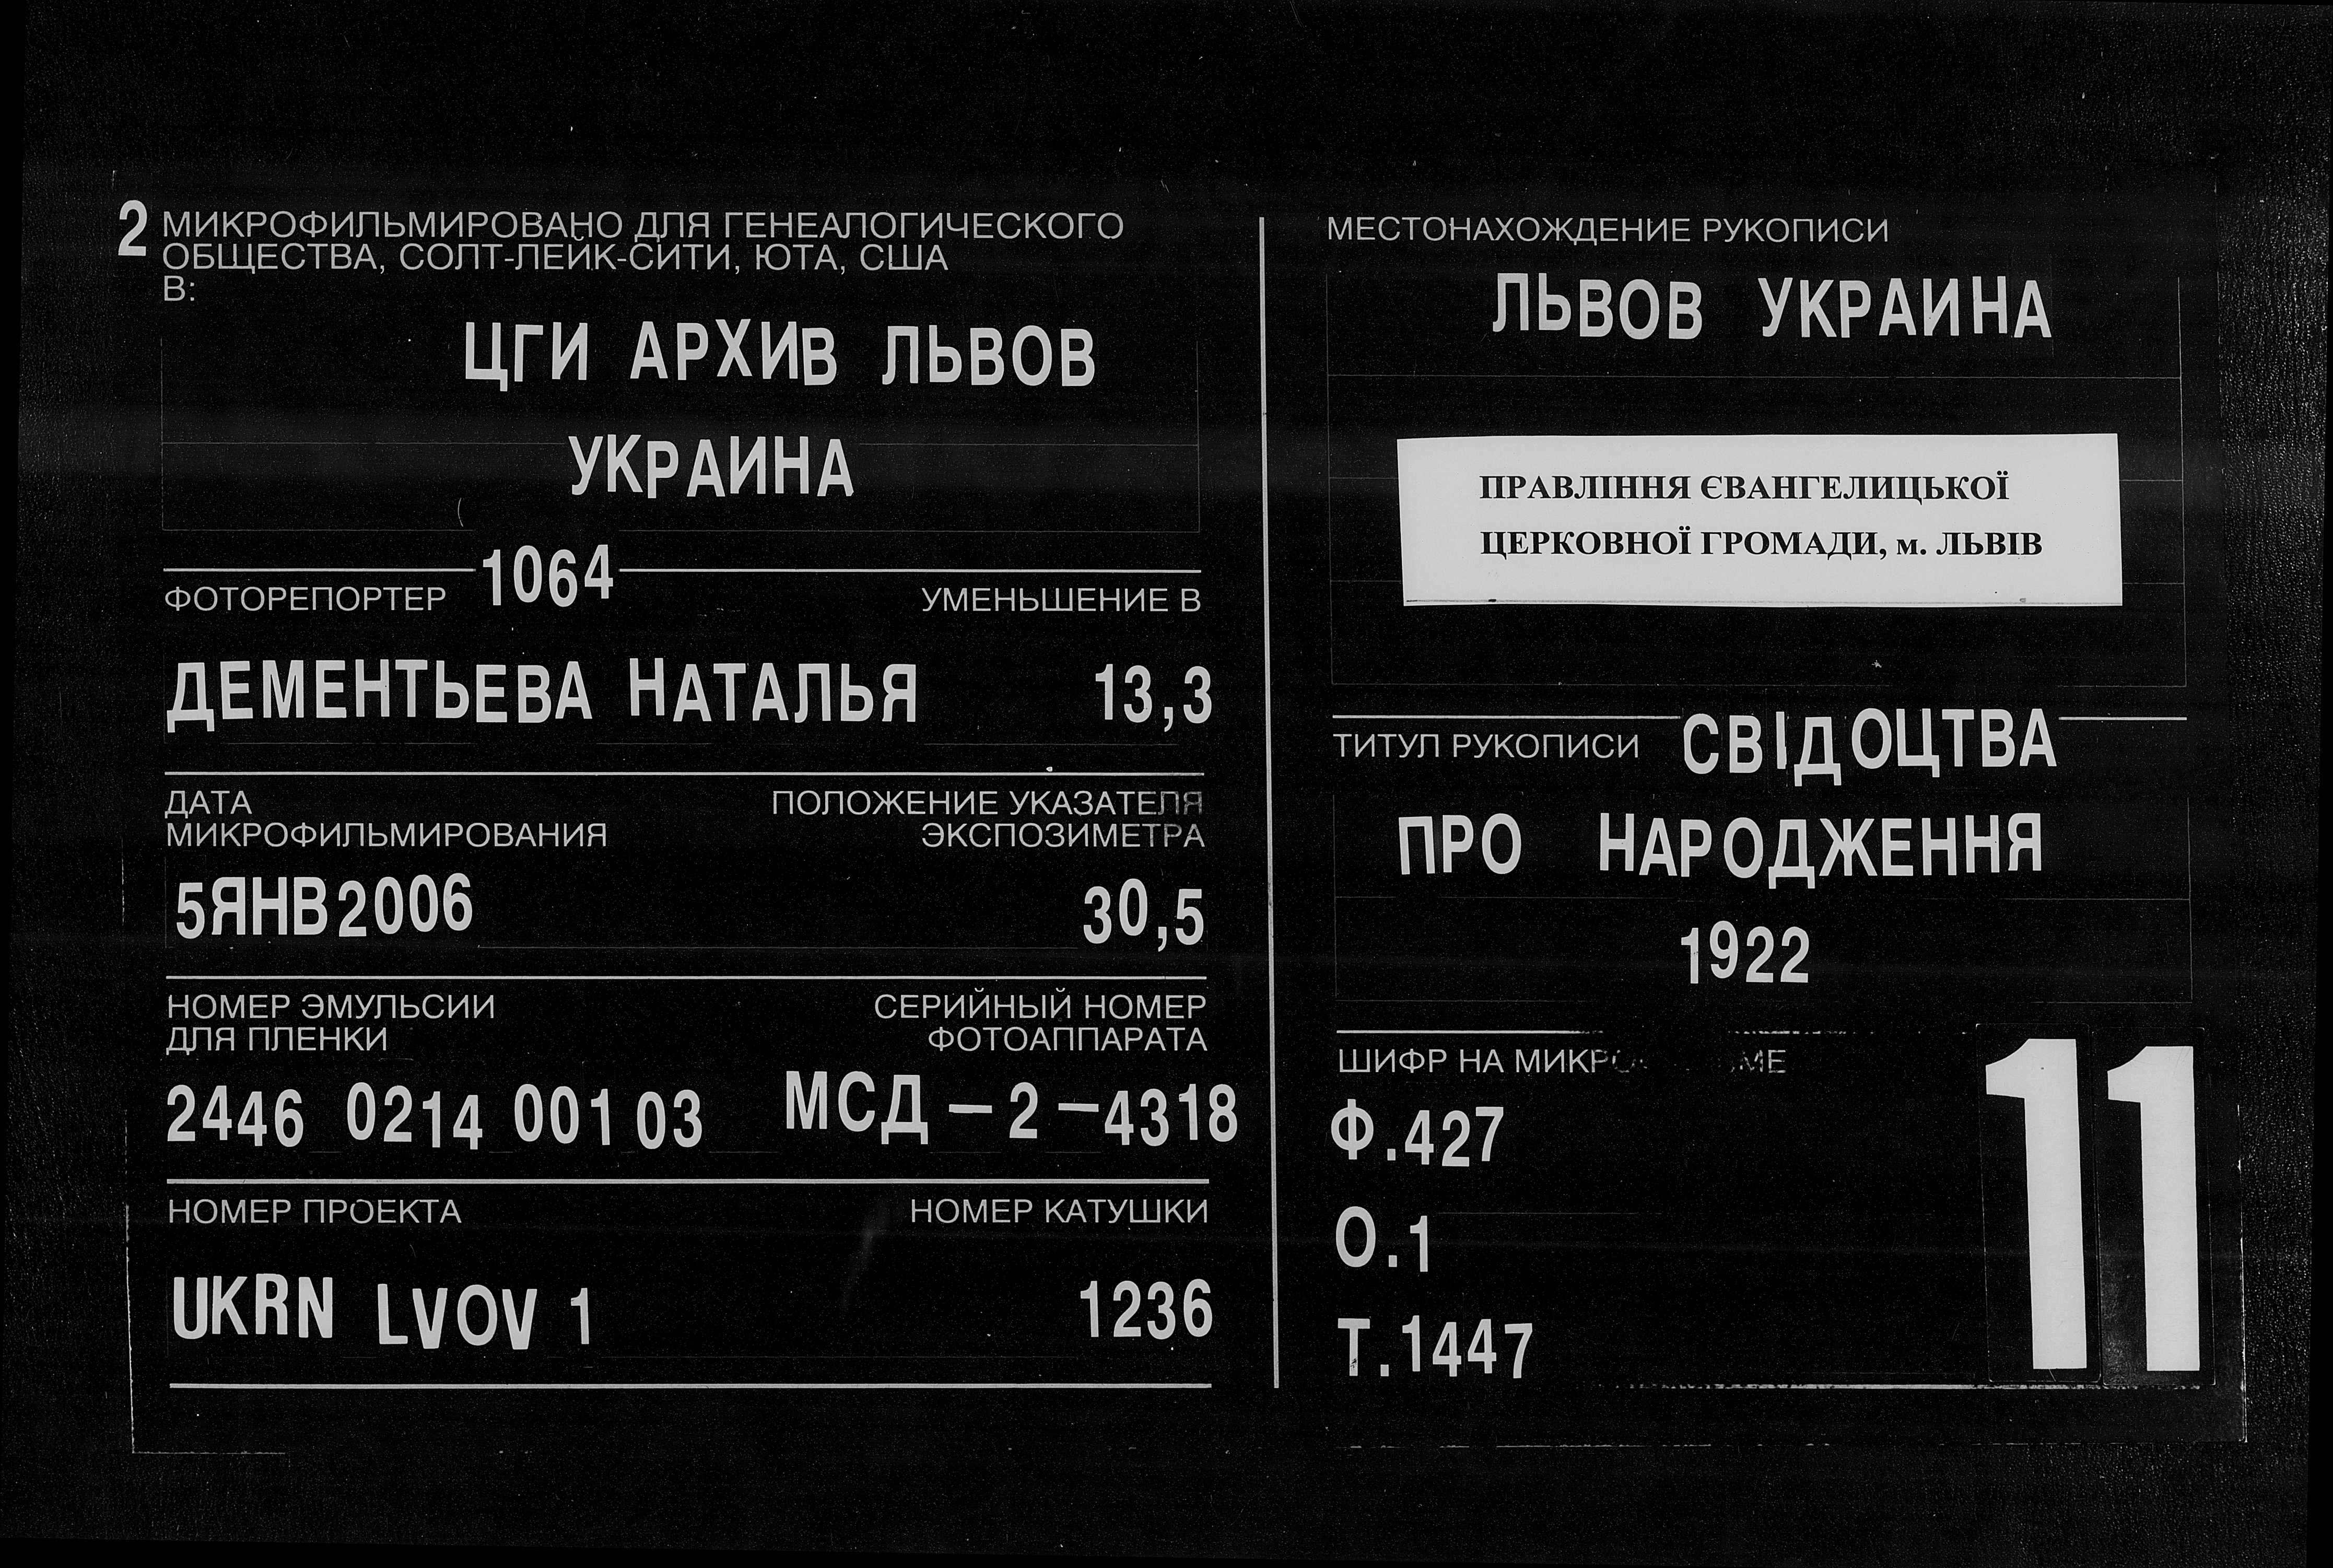 2 МИКРОФИЛЬМИРОВАНО ДЛЯ ГЕНЕАЛОГИЧЕСКОГО
ОБЩЕСТВА, СОЛТ-ЛЕЙК-СИТИ, ЮТА, США
В:
ЦГИ АРХИВ ЛЬВОВ
УКРАИНА
ФОТОРЕПОРТЕР 1064 УМЕНЬШЕНИЕ В
ДЕМЕНТЬЕВА НАТАЛЬЯ 13,3
ДАТА ПОЛОЖЕНИЕ УКАЗАТЕЛЯ
МИКРОФИЛЬМИРОВАНИЯ ЭКСПОЗИМЕТРА
5ЯНВ2006 30,5
НОМЕР ЭМУЛЬСИИ СЕРИЙНЫЙ НОМЕР
ДЛЯ ПЛЕНКИ ФОТОАППАРАТА
2446 0214 001 03 МСД - 2 - 4318
НОМЕР ПРОЕКТА НОМЕР КАТУШКИ
UKRN LVOV 1 1236
МЕСТОНАХОЖДЕНИЕ РУКОПИСИ
ЛЬВОВ УКРАИНА
ПРАВЛІННЯ ЄВАНГЕЛИЦЬКОЇ
ЦЕРКОВНОЇ ГРОМАДИ, м. ЛЬВІВ
ТИТУЛ РУКОПИСИ СВІДОЦТВА
ПРО НАРОДЖЕННЯ
1922
ШИФР НА
Ф.427
О.1
Т.1447
11